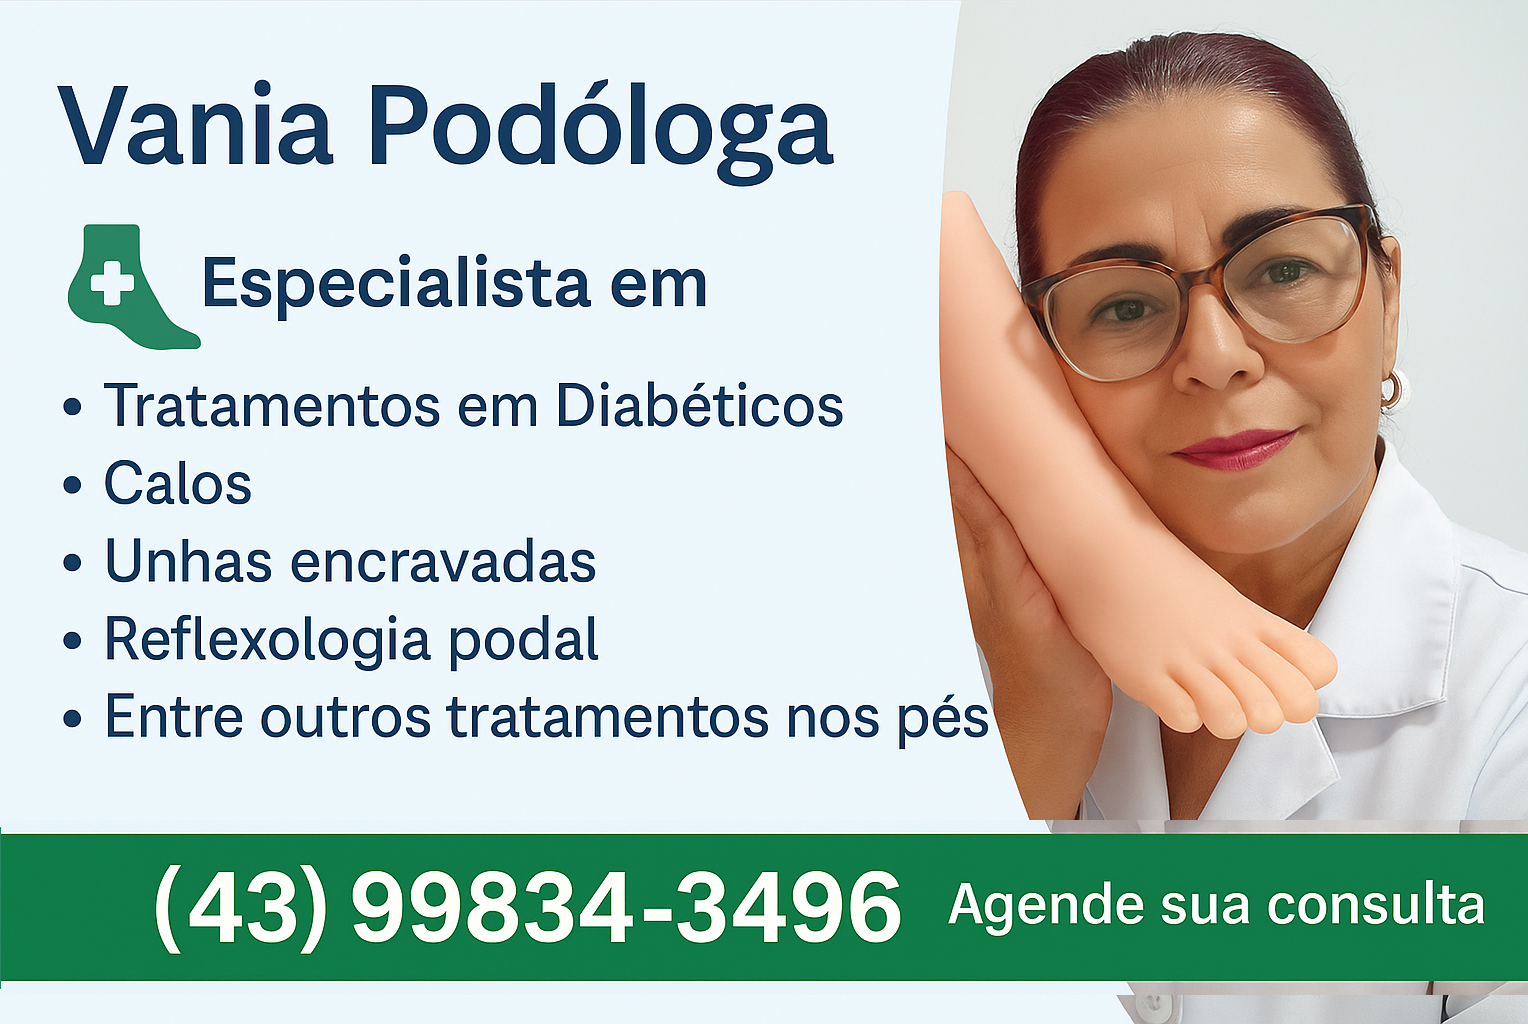 Vania Podóloga
Especialista em
• Tratamentos em Diabéticos
• Calos
• Unhas encravadas
• Reflexologia podal
• Entre outros tratamentos nos pés
(43) 99834-3496 Agende sua consulta